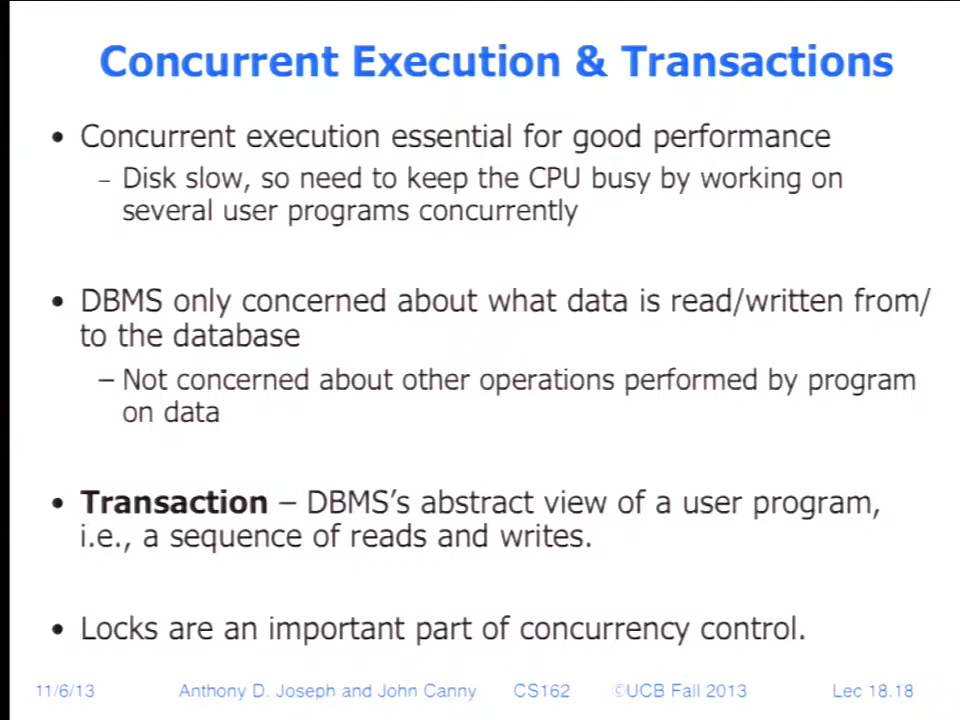 Concurrent Execution & Transactions
• Concurrent execution essential for good performance
– Disk slow, so need to keep the CPU busy by working on
several user programs concurrently
• DBMS only concerned about what data is read/written from/
to the database
– Not concerned about other operations performed by program
on data
• Transaction – DBMS’s abstract view of a user program,
i.e., a sequence of reads and writes.
• Locks are an important part of concurrency control.
11/6/13 Anthony D. Joseph and John Canny CS162 ©UCB Fall 2013 Lec 18.18